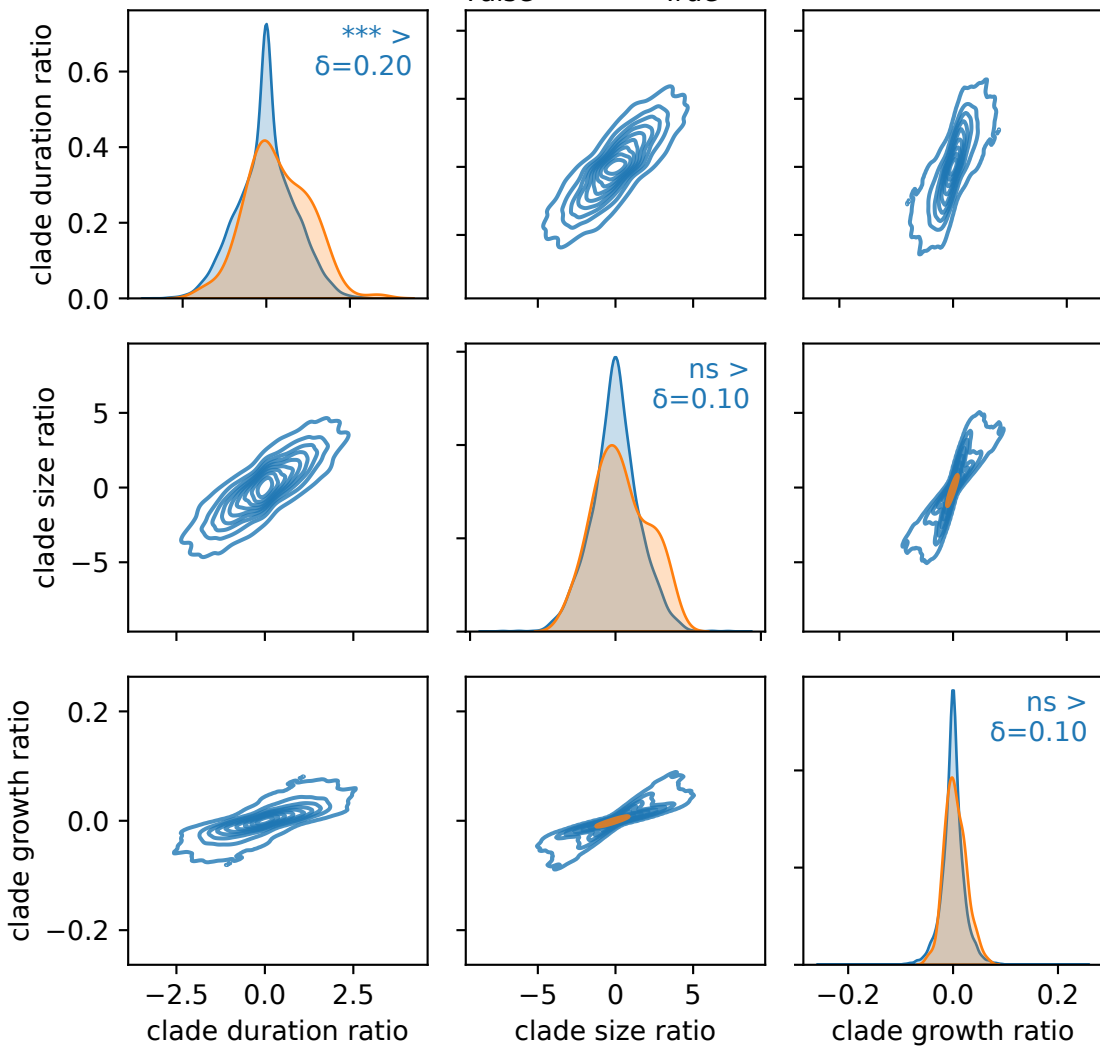 clade duration ratio
0.6
0.4
0.2
0.0
*** >
δ=0.20
clade size ratio
5
0
−5
ns >
δ=0.10
clade growth ratio
0.2
0.0
−0.2
ns >
δ=0.10
−2.5 0.0 2.5
−5 0 5
−0.2 0.0 0.2
clade duration ratio
clade size ratio
clade growth ratio